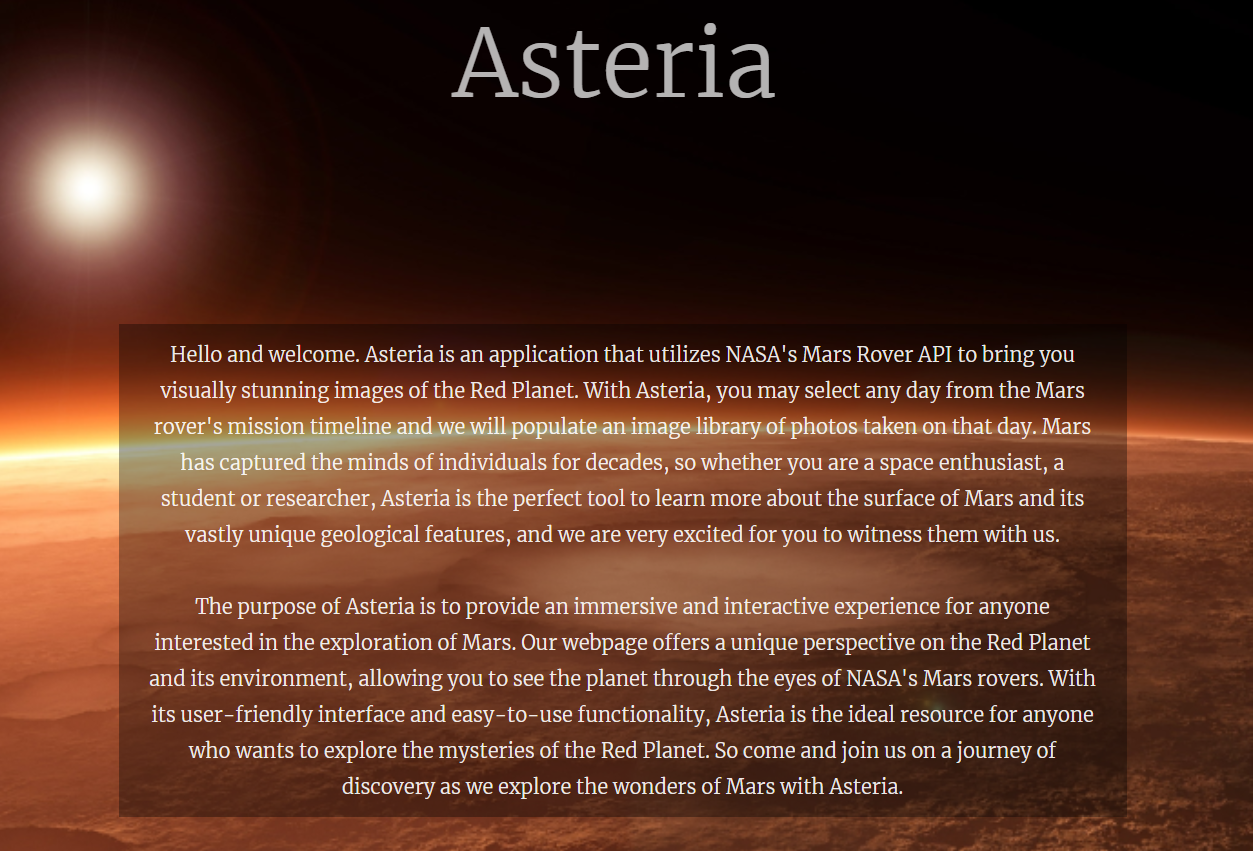 Asteria
Hello and welcome. Asteria is an application that utilizes NASA's Mars Rover API to bring you
visually stunning images of the Red Planet. With Asteria, you may select any day from the Mars
rover's mission timeline and we will populate an image library of photos taken on that day. Mars
has captured the minds of individuals for decades, so whether you are a space enthusiast, a
student or researcher, Asteria is the perfect tool to learn more about the surface of Mars and its
vastly unique geological features, and we are very excited for you to witness them with us.
The purpose of Asteria is to provide an immersive and interactive experience for anyone
interested in the exploration of Mars. Our webpage offers a unique perspective on the Red Planet
and its environment, allowing you to see the planet through the eyes of NASA's Mars rovers. With
its user-friendly interface and easy-to-use functionality, Asteria is the ideal resource for anyone
who wants to explore the mysteries of the Red Planet. So come and join us on a journey of
discovery as we explore the wonders of Mars with Asteria.